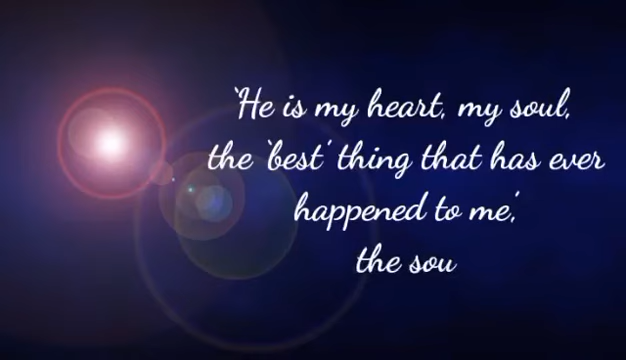 'He is my heart, my soul,
the 'best' thing that has ever
happened to me',
the sou